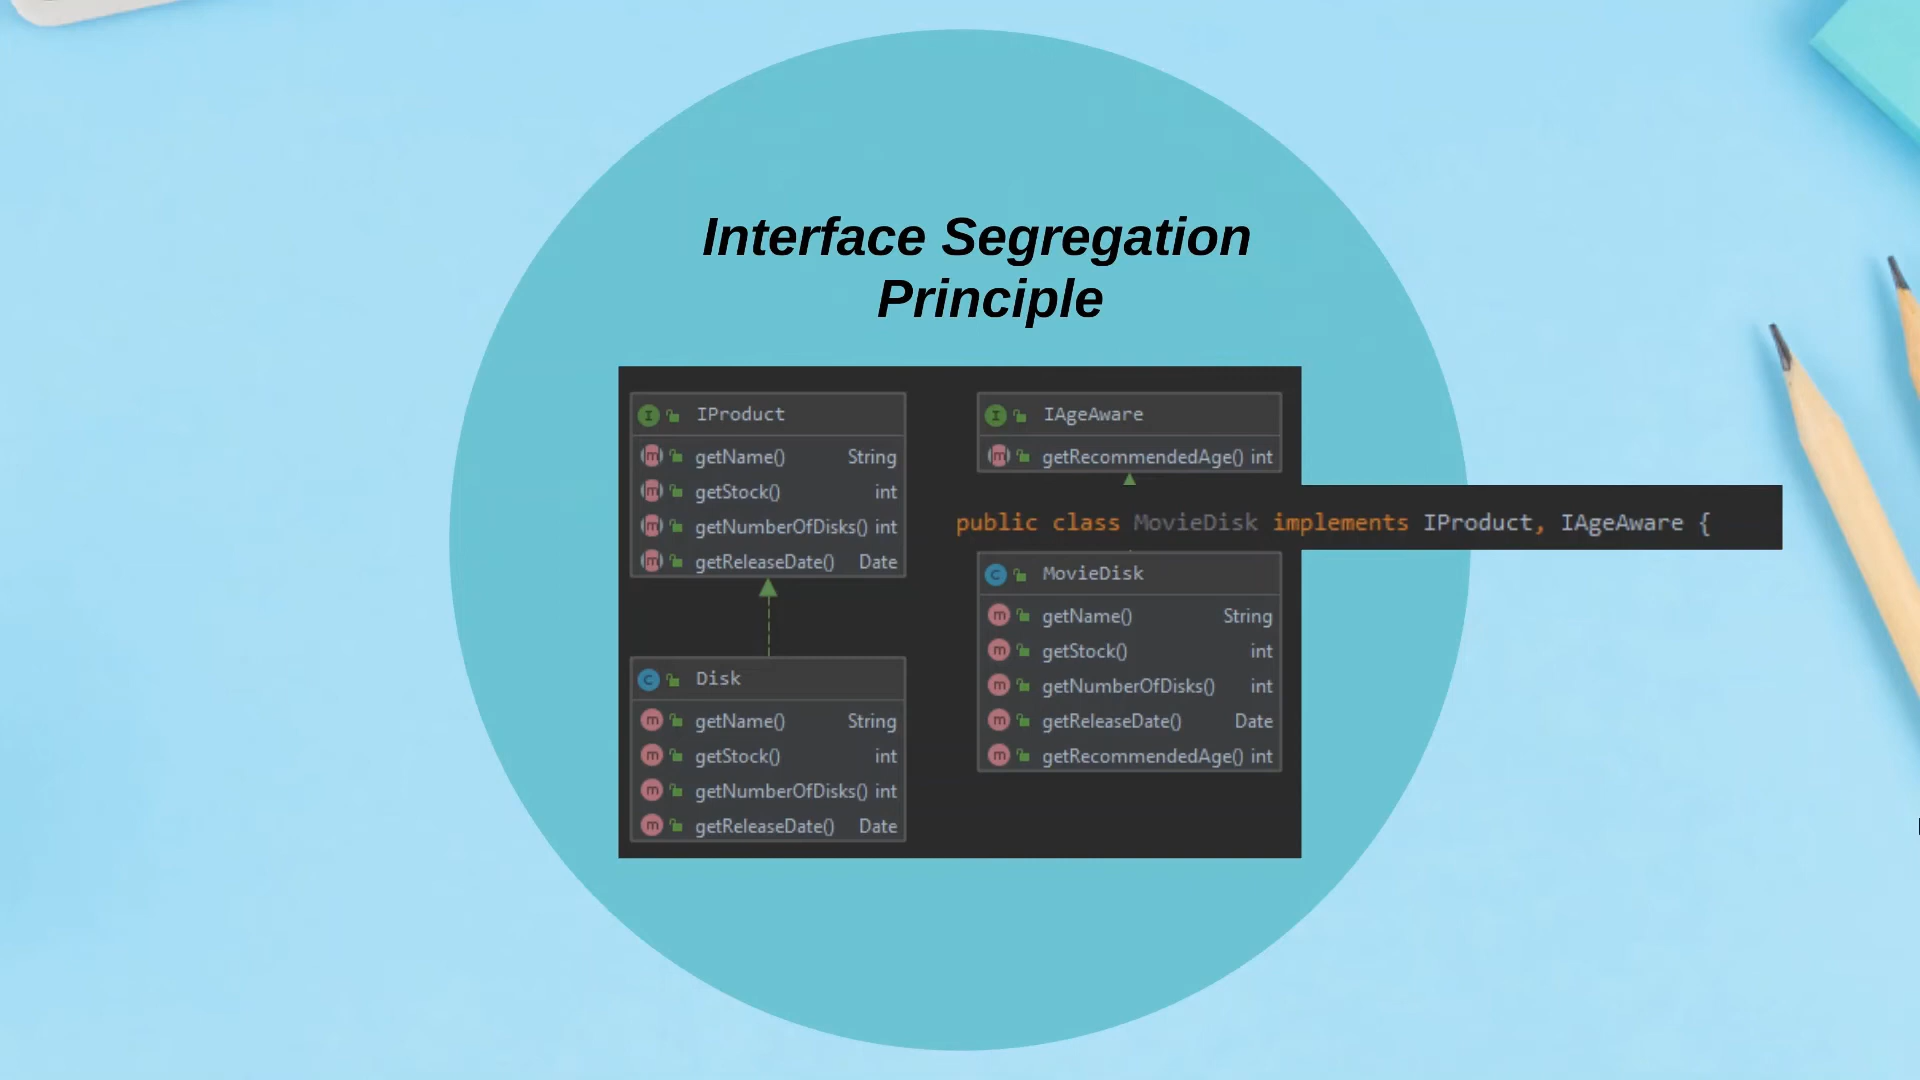 Interface Segregation
Principle
IProduct
getName() String
getStock() int
getNumberOfDisks() int
getReleaseDate() Date
IAgeAware
getRecommendedAge() int
public class MovieDisk implements IProduct, IAgeAware {
MovieDisk
getName() String
getStock() int
getNumberOfDisks() int
getReleaseDate() Date
getRecommendedAge() int
Disk
getName() String
getStock() int
getNumberOfDisks() int
getReleaseDate() Date